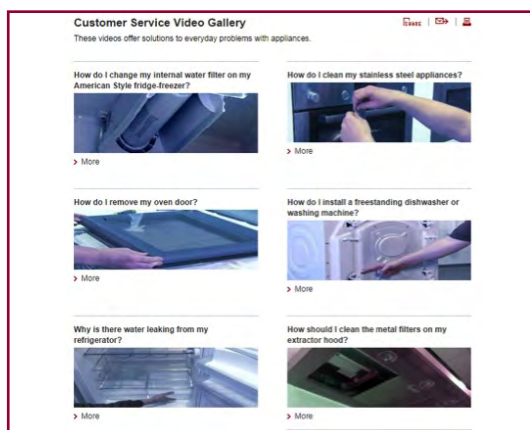 Customer Service Video Gallery
SHARE
These videos offer solutions to everyday problems with appliances.
How do I change my internal water filter on my
American Style fridge-freezer?
More
How do I clean my stainless steel appliances?
More
How do I remove my oven door?
More
How do I install a freestanding dishwasher or
washing machine?
More
Why is there water leaking from my
refrigerator?
More
How should I clean the metal filters on my
extractor hood?
More